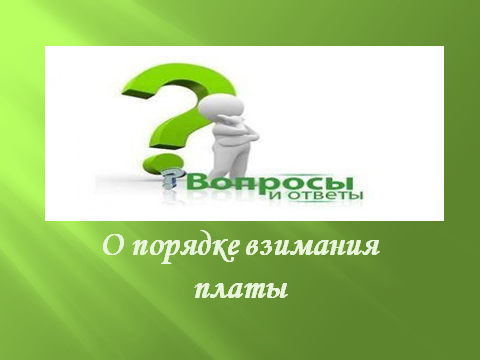 Вопросы
и ответы
О порядке взимания
платы